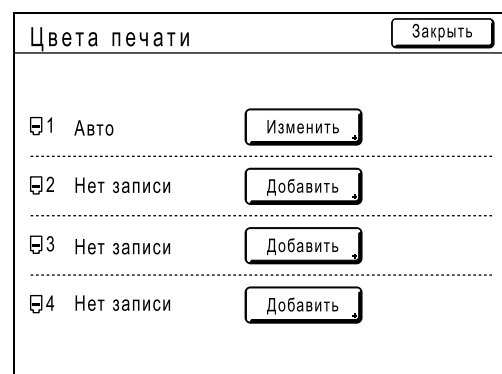 Цвета печати Закрыть
1 Авто Изменить
2 Нет записи Добавить
3 Нет записи Добавить
4 Нет записи Добавить